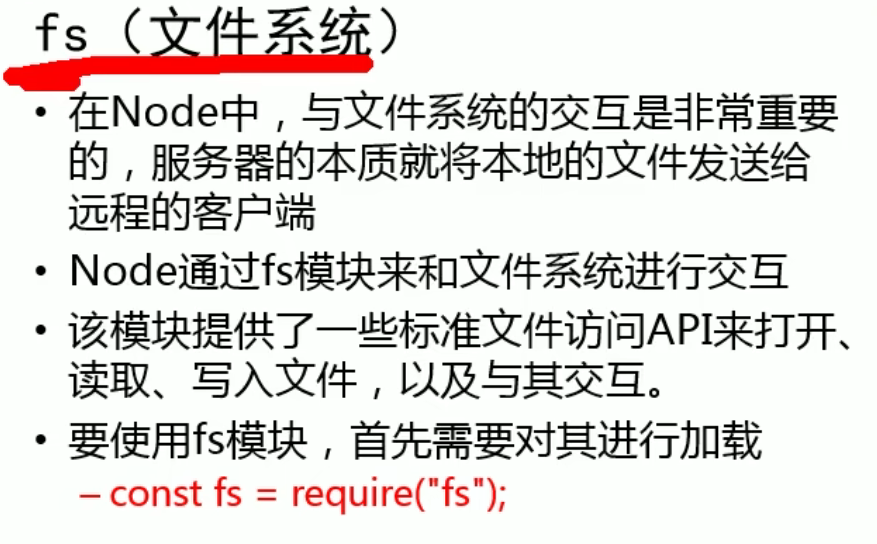 fs（文件系统）
• 在Node中，与文件系统的交互是非常重要
的，服务器的本质就将本地的文件发送给
远程的客户端
• Node通过fs模块来和文件系统进行交互
• 该模块提供了一些标准文件访问API来打开、
读取、写入文件，以及与其交互。
• 要使用fs模块，首先需要对其进行加载
– const fs = require("fs");